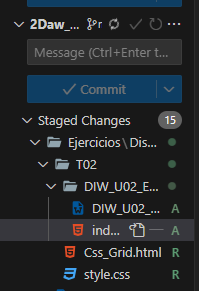 2Daw_...
Message (Ctrl+Enter t...
Commit
Staged Changes 15
Ejercicios\Dis...
T02
DIW_U02_E...
DIW_U02_... A
ind... A
Css_Grid.html R
style.css R